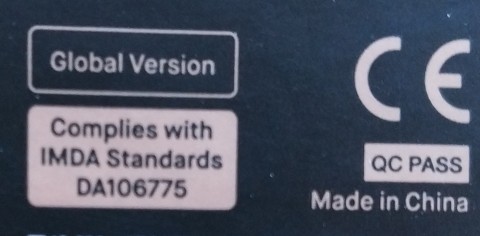 Global Version
Complies with
IMDA Standards
DA106775
CE
QC PASS
Made in China